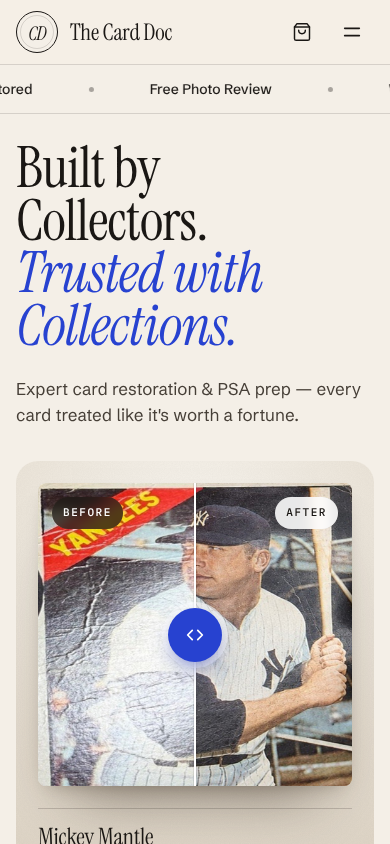 CD
The Card Doc
tored
Free Photo Review
Built by
Collectors.
Trusted with
Collections.
Expert card restoration & PSA prep — every
card treated like it's worth a fortune.
YANKEES
BEFORE
AFTER
NY
N
Mickey Mantle